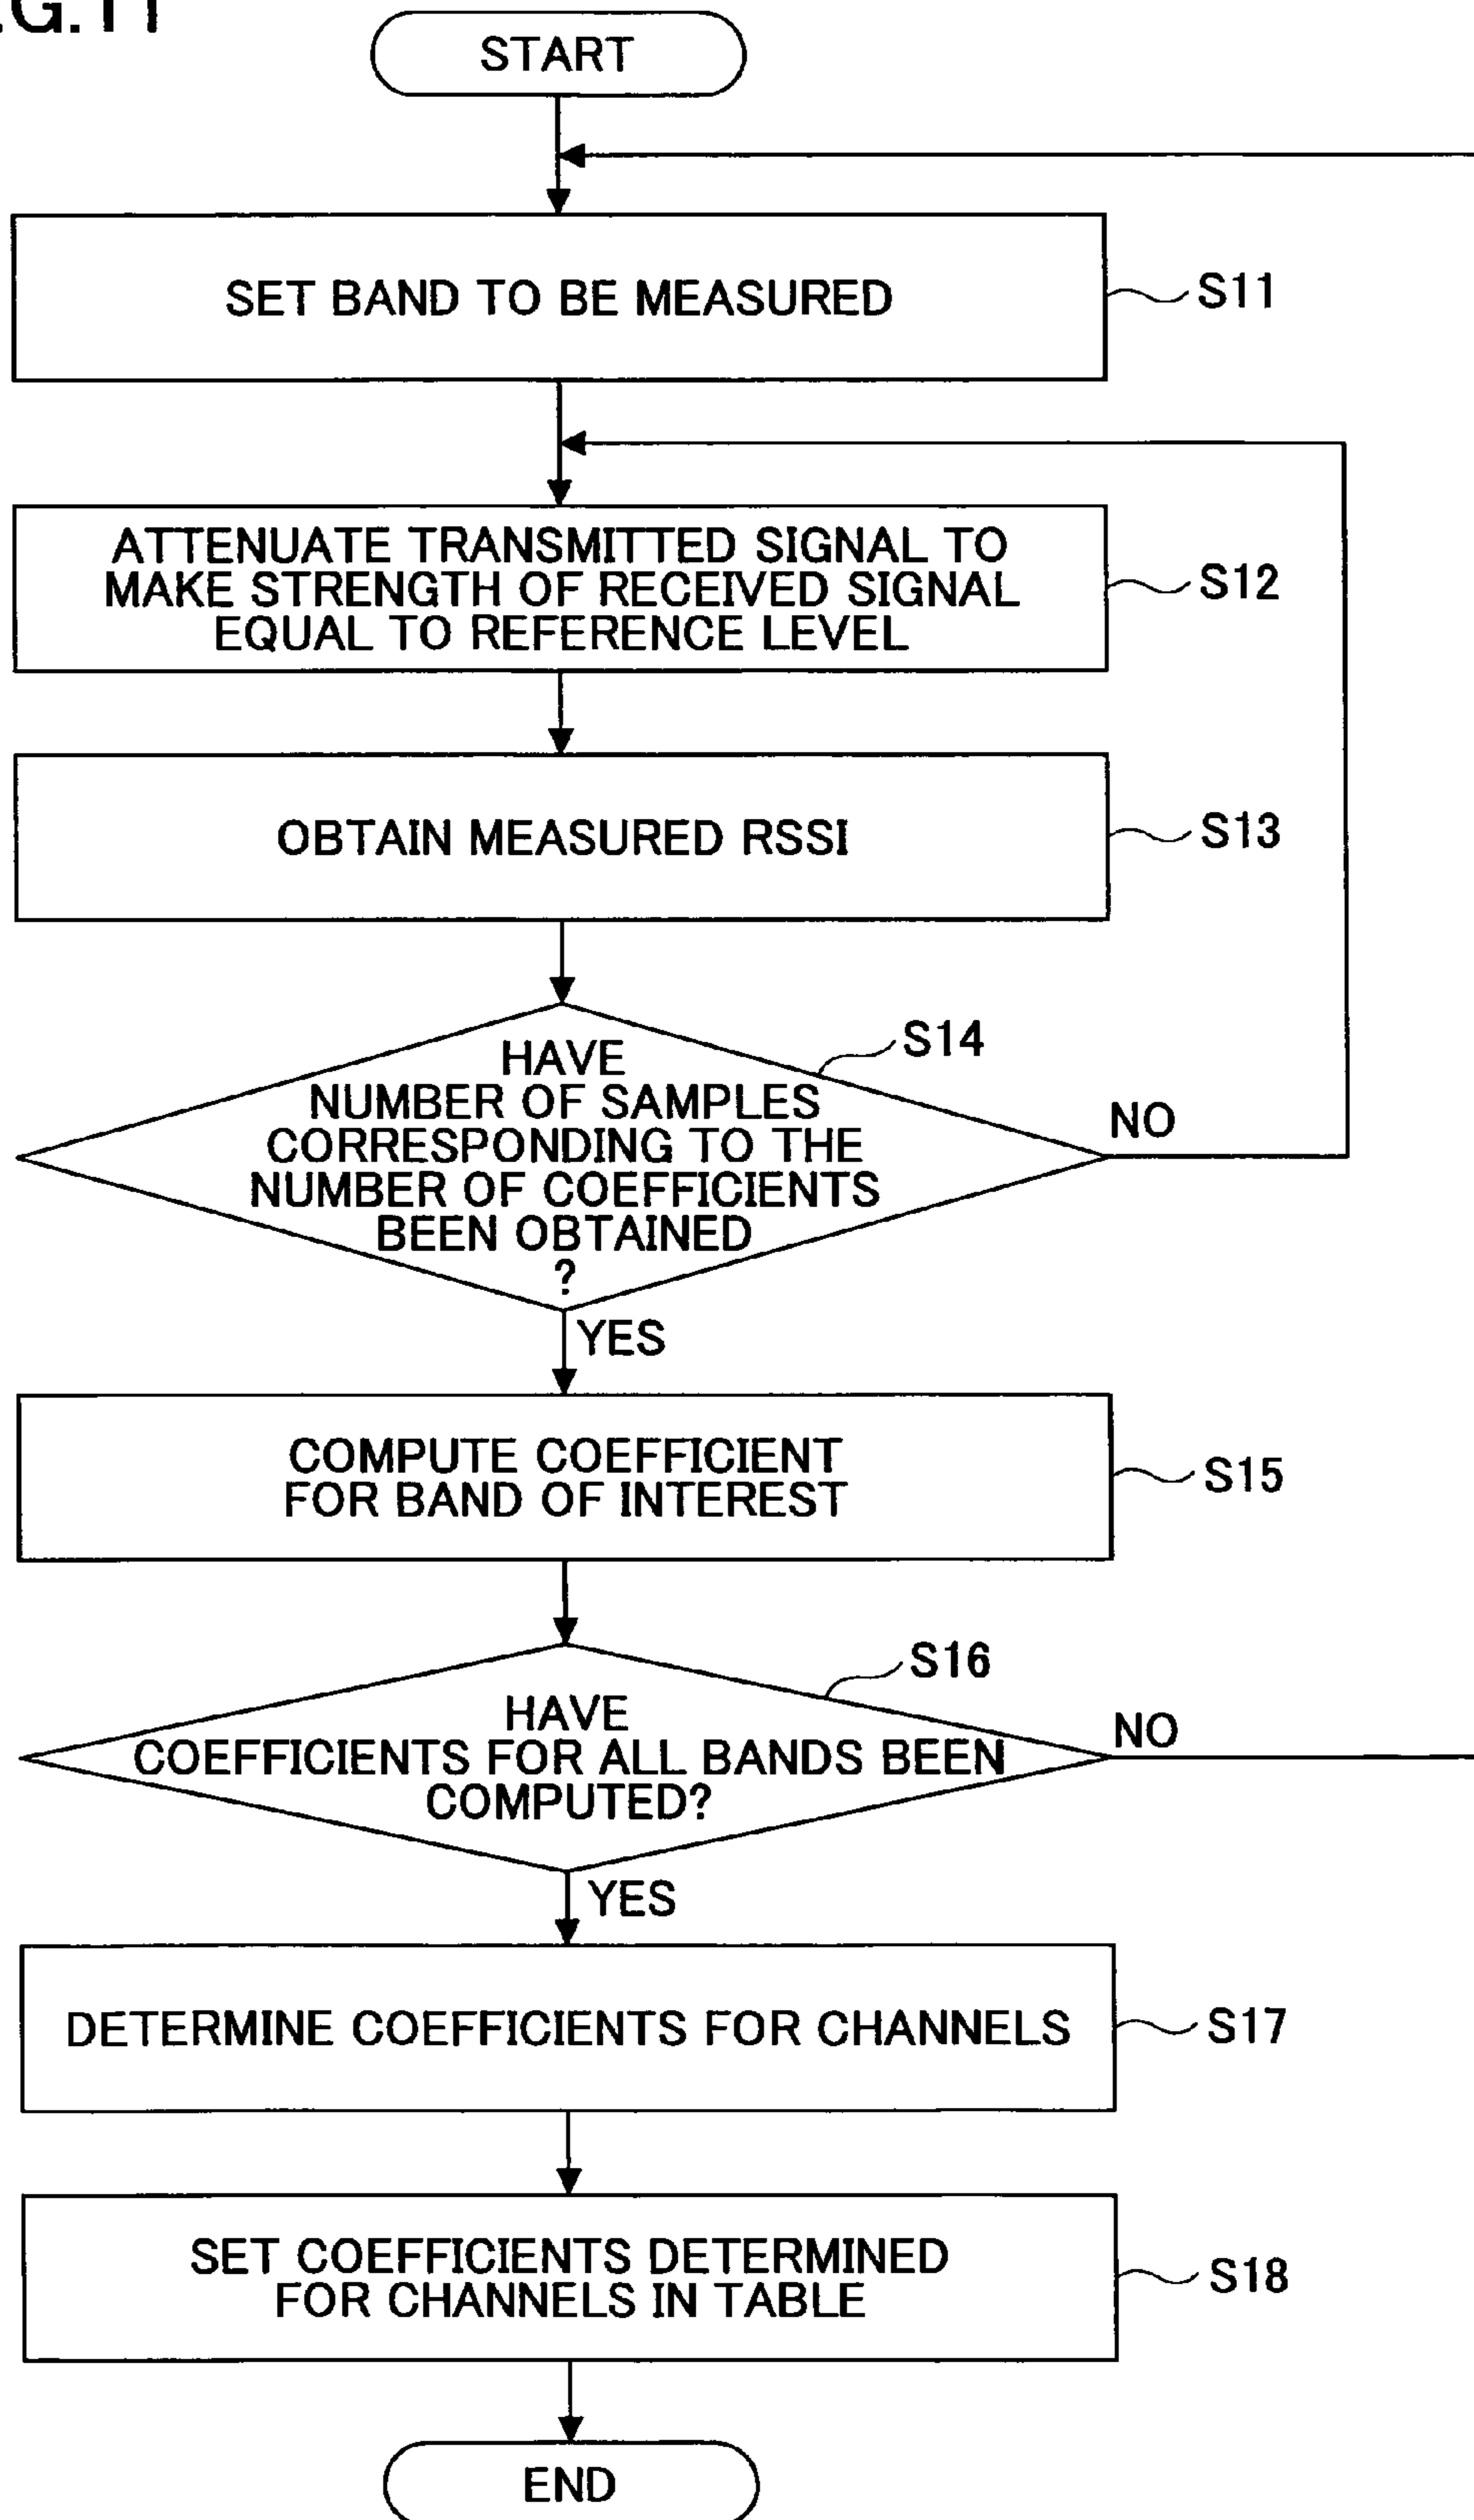 G.11
START
SET BAND TO BE MEASURED
S11
ATTENUATE TRANSMITTED SIGNAL TO
MAKE STRENGTH OF RECEIVED SIGNAL
EQUAL TO REFERENCE LEVEL
S12
OBTAIN MEASURED RSSI
S13
S14
HAVE
NUMBER OF SAMPLES
CORRESPONDING TO THE
NUMBER OF COEFFICIENTS
BEEN OBTAINED
?
NO
YES
COMPUTE COEFFICIENT
FOR BAND OF INTEREST
S15
S16
HAVE
COEFFICIENTS FOR ALL BANDS BEEN
COMPUTED?
NO
YES
DETERMINE COEFFICIENTS FOR CHANNELS
S17
SET COEFFICIENTS DETERMINED
FOR CHANNELS IN TABLE
S18
END